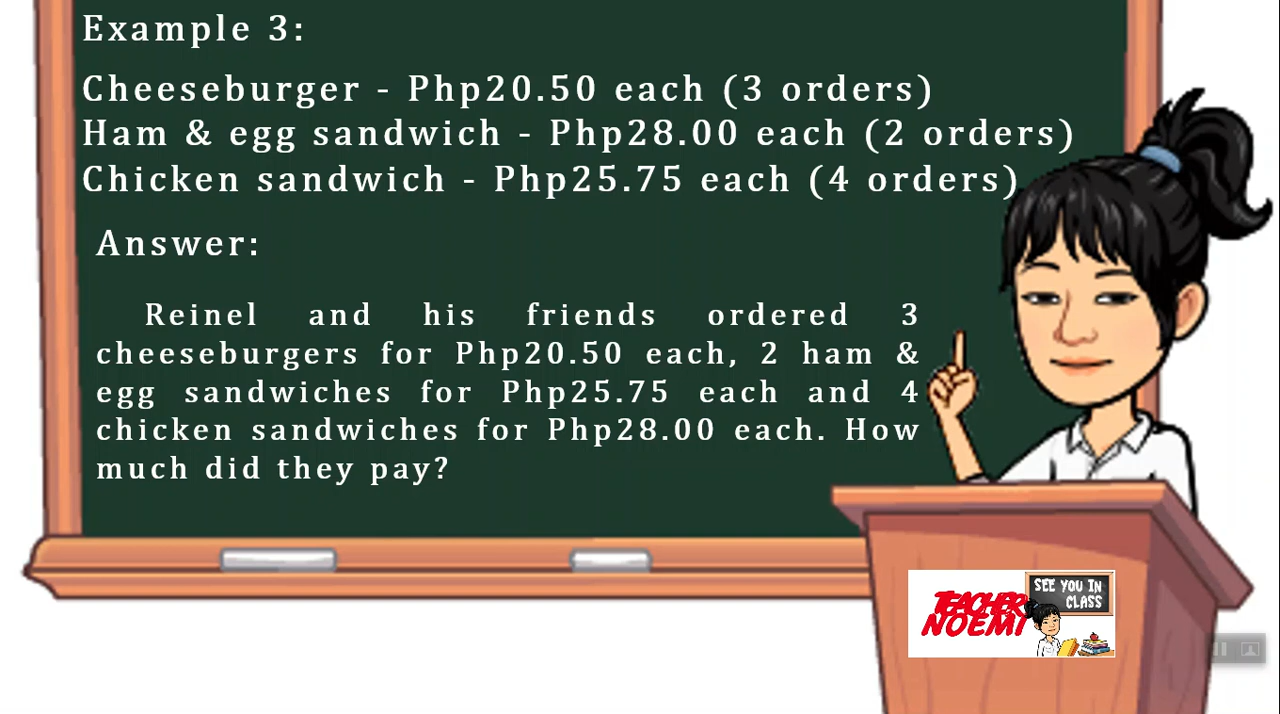 Example 3:
Cheeseburger - Php20.50 each (3 orders)
Ham & egg sandwich - Php28.00 each (2 orders)
Chicken sandwich - Php25.75 each (4 orders)
Answer:
Reinel and his friends ordered 3
cheeseburgers for Php20.50 each, 2 ham &
egg sandwiches for Php25.75 each and 4
chicken sandwiches for Php28.00 each. How
much did they pay?
SEE YOU IN
CLASS
TEACHER
NOEMI